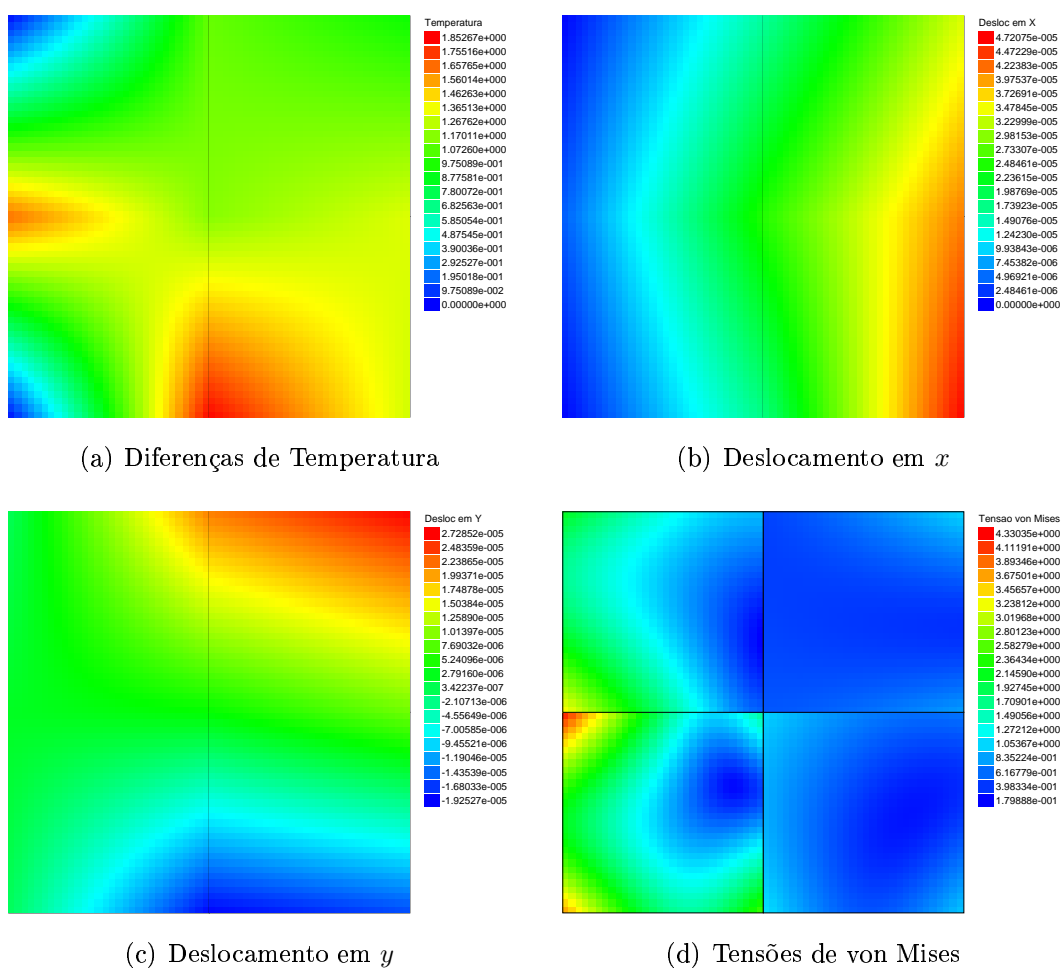 Temperatura
1.85267e+000
1.75516e+000
1.65765e+000
1.56014e+000
1.46263e+000
1.36513e+000
1.26762e+000
1.17011e+000
1.07260e+000
9.75089e-001
8.77581e-001
7.80072e-001
6.82563e-001
5.85054e-001
4.87545e-001
3.90036e-001
2.92527e-001
1.95018e-001
9.75089e-002
0.00000e+000
(a) Diferenças de Temperatura
Desloc em X
4.72075e-005
4.47229e-005
4.22383e-005
3.97537e-005
3.72691e-005
3.47845e-005
3.22999e-005
2.98153e-005
2.73307e-005
2.48461e-005
2.23615e-005
1.98769e-005
1.73923e-005
1.49076e-005
1.24230e-005
9.93843e-006
7.45382e-006
4.96921e-006
2.48461e-006
0.00000e+000
(b) Deslocamento em x
Desloc em Y
2.72852e-005
2.48359e-005
2.23865e-005
1.99371e-005
1.74878e-005
1.50384e-005
1.25890e-005
1.01397e-005
7.69032e-006
5.24096e-006
2.79160e-006
3.42237e-007
-2.10713e-006
-4.55649e-006
-7.00585e-006
-9.45521e-006
-1.19046e-005
-1.43539e-005
-1.68033e-005
-1.92527e-005
(c) Deslocamento em y
Tensao von Mises
4.33035e+000
4.11191e+000
3.89346e+000
3.67501e+000
3.45657e+000
3.23812e+000
3.01968e+000
2.80123e+000
2.58279e+000
2.36434e+000
2.14590e+000
1.92745e+000
1.70901e+000
1.49056e+000
1.27212e+000
1.05367e+000
8.35224e-001
6.16779e-001
3.98334e-001
1.79888e-001
(d) Tensões de von Mises